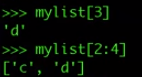 >>> mylist[3]
'd'
>>> mylist[2:4]
['c', 'd']